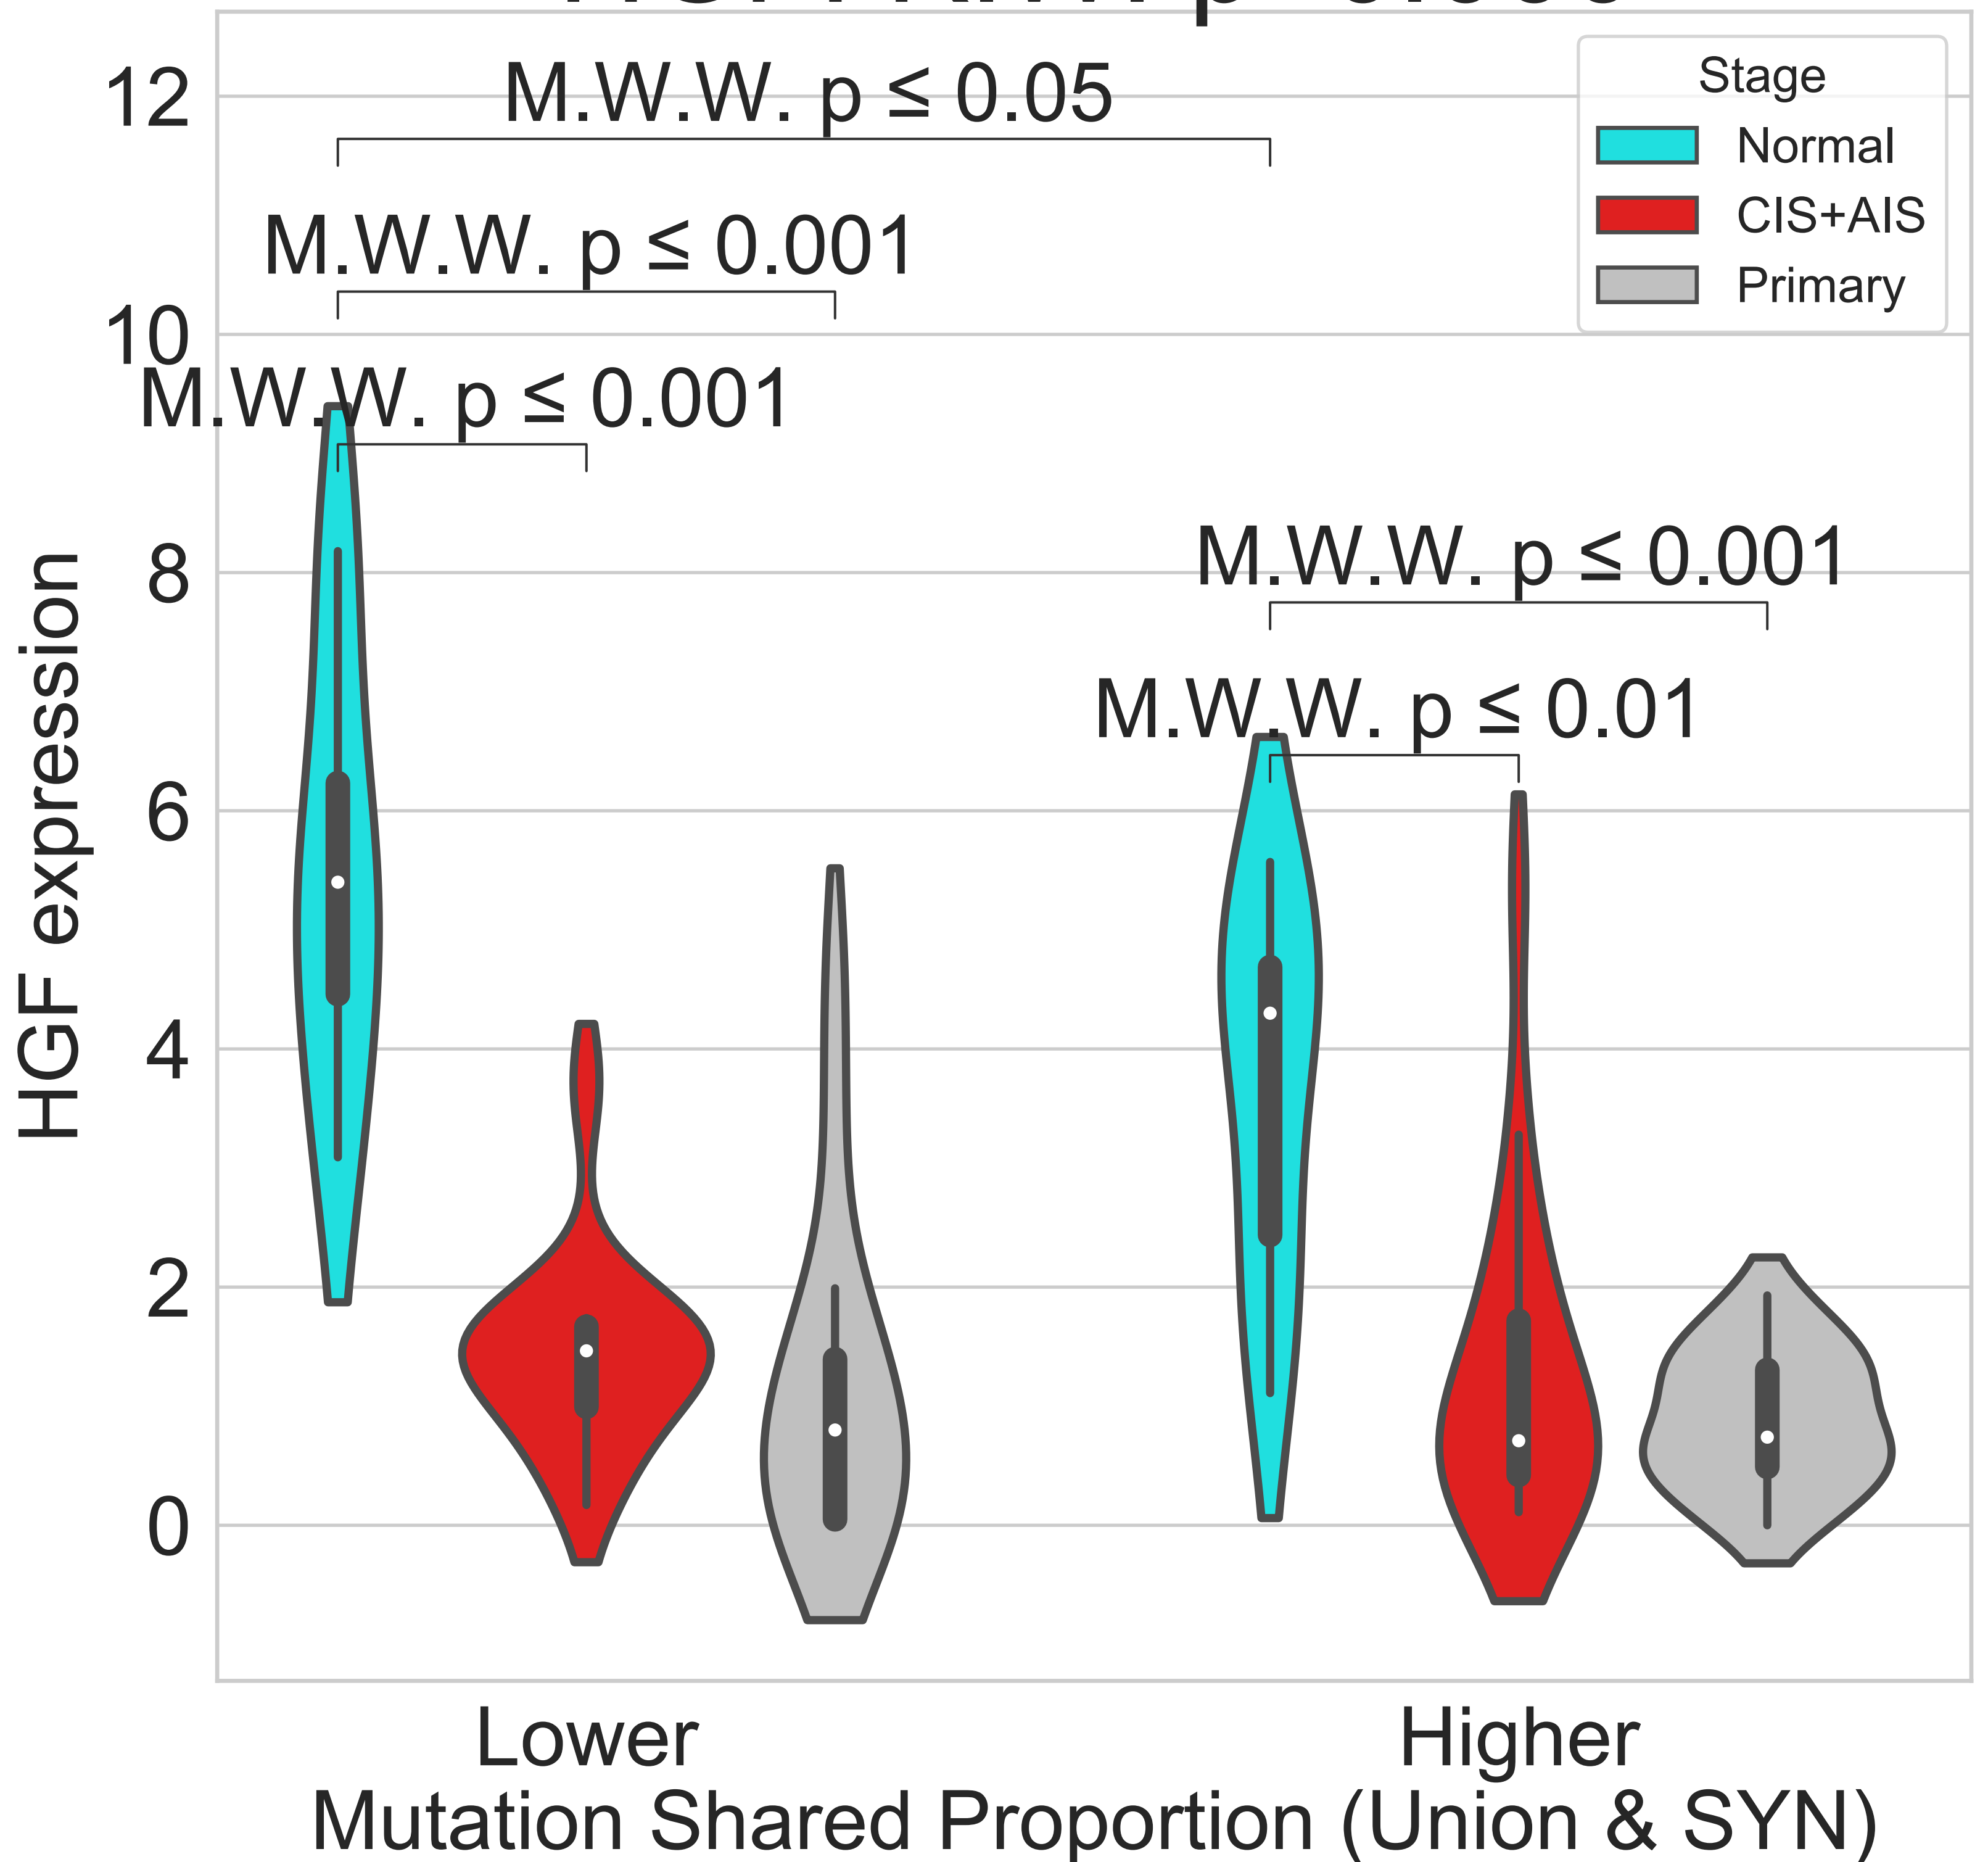 12
M.W.W. p ≤ 0.05
Stage
Normal
CIS+AIS
Primary
M.W.W. p ≤ 0.001
10
M.W.W. p ≤ 0.001
8
M.W.W. p ≤ 0.001
M.W.W. p ≤ 0.01
6
HGF expression
4
2
0
Lower
Higher
Mutation Shared Proportion (Union & SYN)